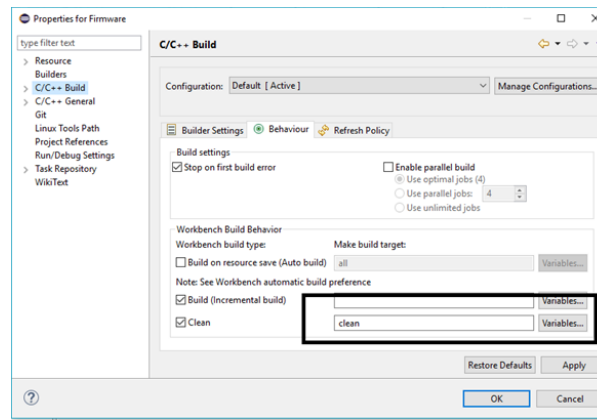 Properties for Firmware
type filter text
Resource
Builders
C/C++ Build
C/C++ General
Git
Linux Tools Path
Project References
Run/Debug Settings
Task Repository
WikiText
C/C++ Build
Configuration: Default [ Active ] Manage Configurations...
Builder Settings Behaviour Refresh Policy
Build settings
Stop on first build error Enable parallel build
Use optimal jobs (4)
Use parallel jobs: 4
Use unlimited jobs
Workbench Build Behavior
Workbench build type: Make build target:
Build on resource save (Auto build) all Variables...
Note: See Workbench automatic build preference
Build (Incremental build) Variables...
Clean clean Variables...
Restore Defaults Apply
? OK Cancel